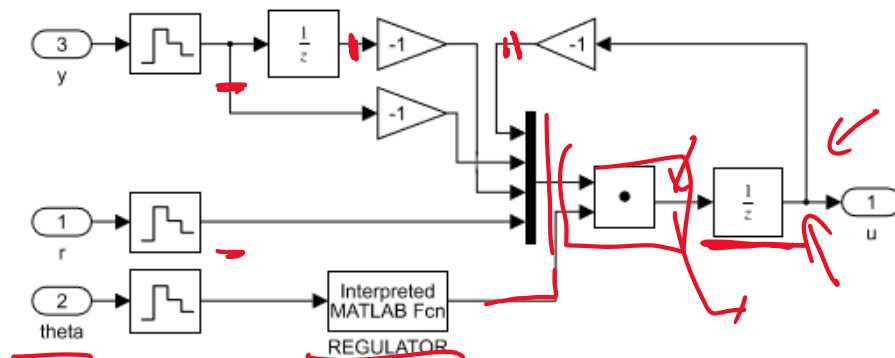 3
y
1
z
-1
-1
-1
1
r
1
z
1
u
2
theta
Interpreted
MATLAB Fcn
REGULATOR